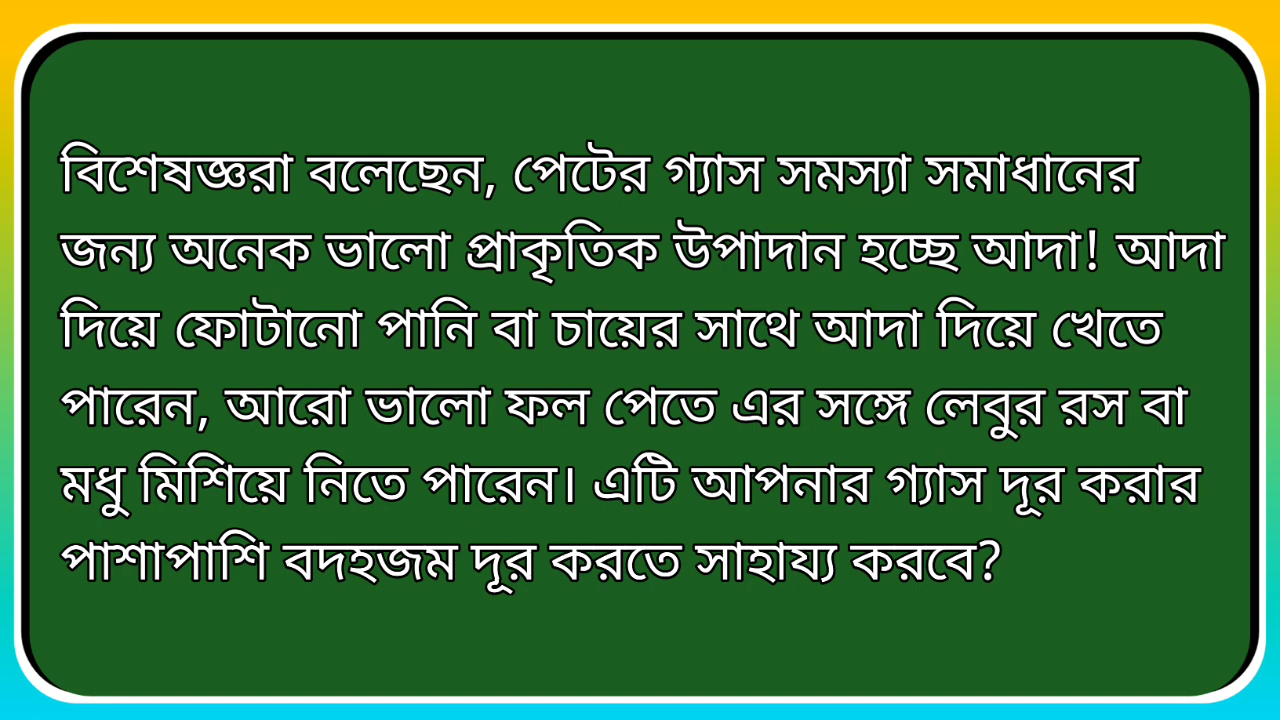 বিশেষজ্ঞরা বলেছেন, পেটের গ্যাস সমস্যা সমাধানের
জন্য অনেক ভালো প্রাকৃতিক উপাদান হচ্ছে আদা! আদা
দিয়ে ফোটানো পানি বা চায়ের সাথে আদা দিয়ে খেতে
পারেন, আরো ভালো ফল পেতে এর সঙ্গে লেবুর রস বা
মধু মিশিয়ে নিতে পারেন। এটি আপনার গ্যাস দূর করার
পাশাপাশি বদহজম দূর করতে সাহায্য করবে?